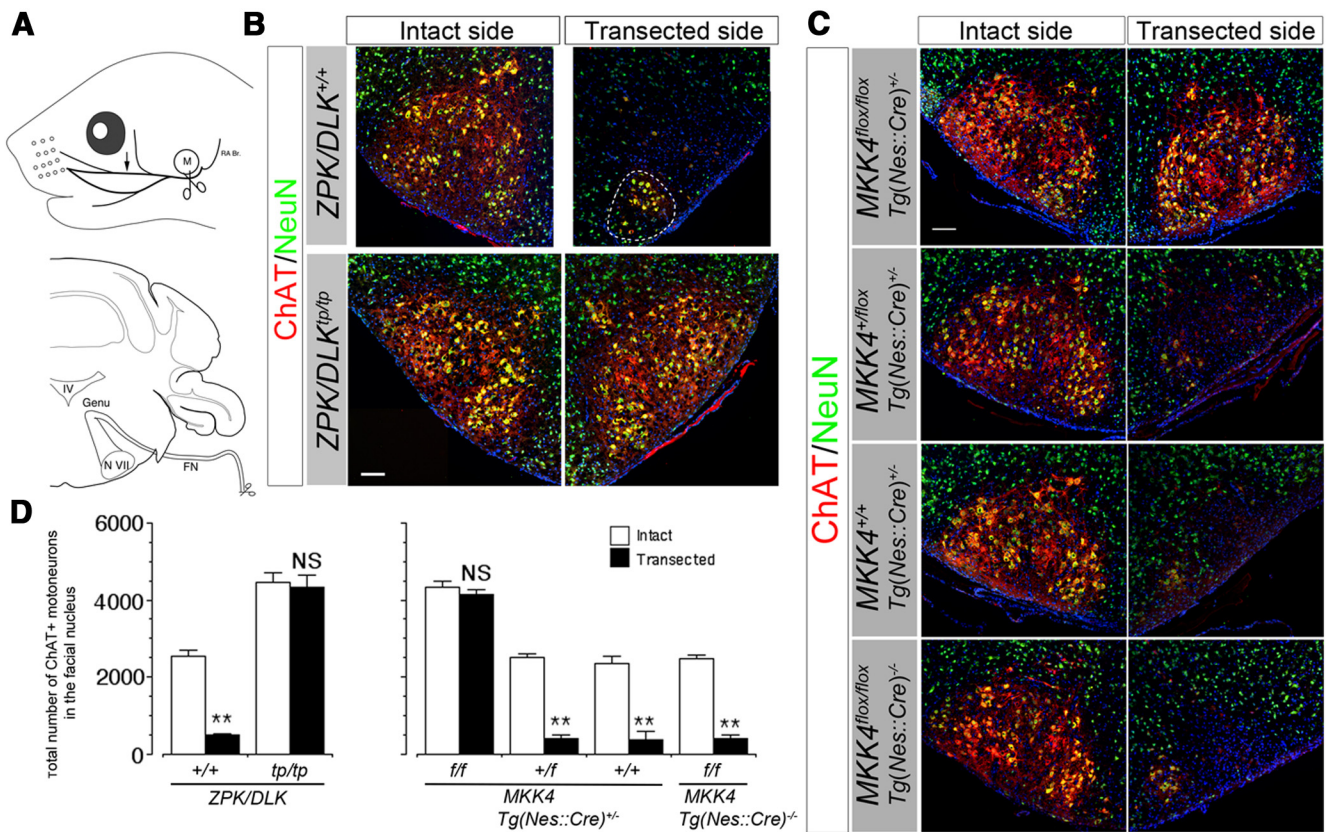 A
M
RA Br.
IV
Genu
N VII
FN
B
Intact side
Transected side
ChAT/NeuN
ZPK/DLK+/+
ZPK/DLKtp/tp
C
Intact side
Transected side
ChAT/NeuN
MKK4flox/flox
Tg(Nes::Cre)+/-
MKK4+/flox
Tg(Nes::Cre)+/-
MKK4+/+
Tg(Nes::Cre)+/-
MKK4flox/flox
Tg(Nes::Cre)-/-
D
Total number of ChAT+ motoneurons
in the facial nucleus
6000
4000
2000
0
**
NS
+/+
tp/tp
ZPK/DLK
Intact
Transected
NS
**
**
**
f/f
+/f
+/+
f/f
MKK4
Tg(Nes::Cre)+/-
MKK4
Tg(Nes::Cre)-/-